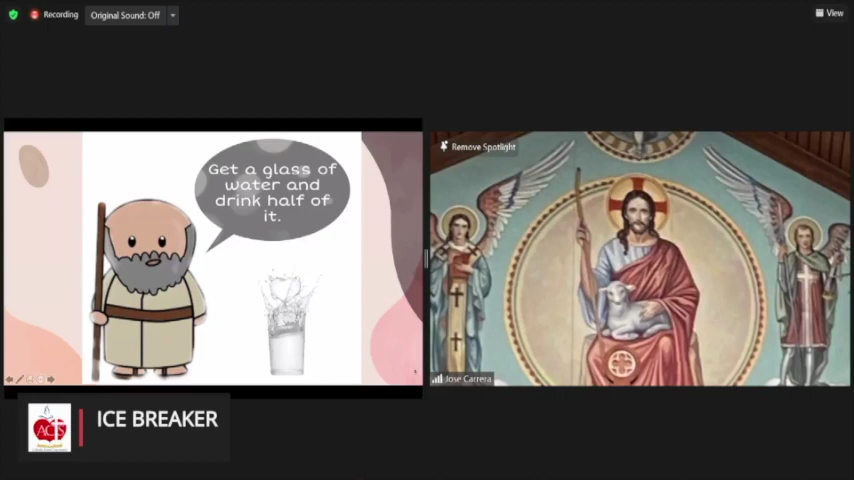 Recording
Original Sound: Off
View
Get a glass of
water and
drink half of
it.
Remove Spotlight
Jose Carrera
ACTS
ICE BREAKER